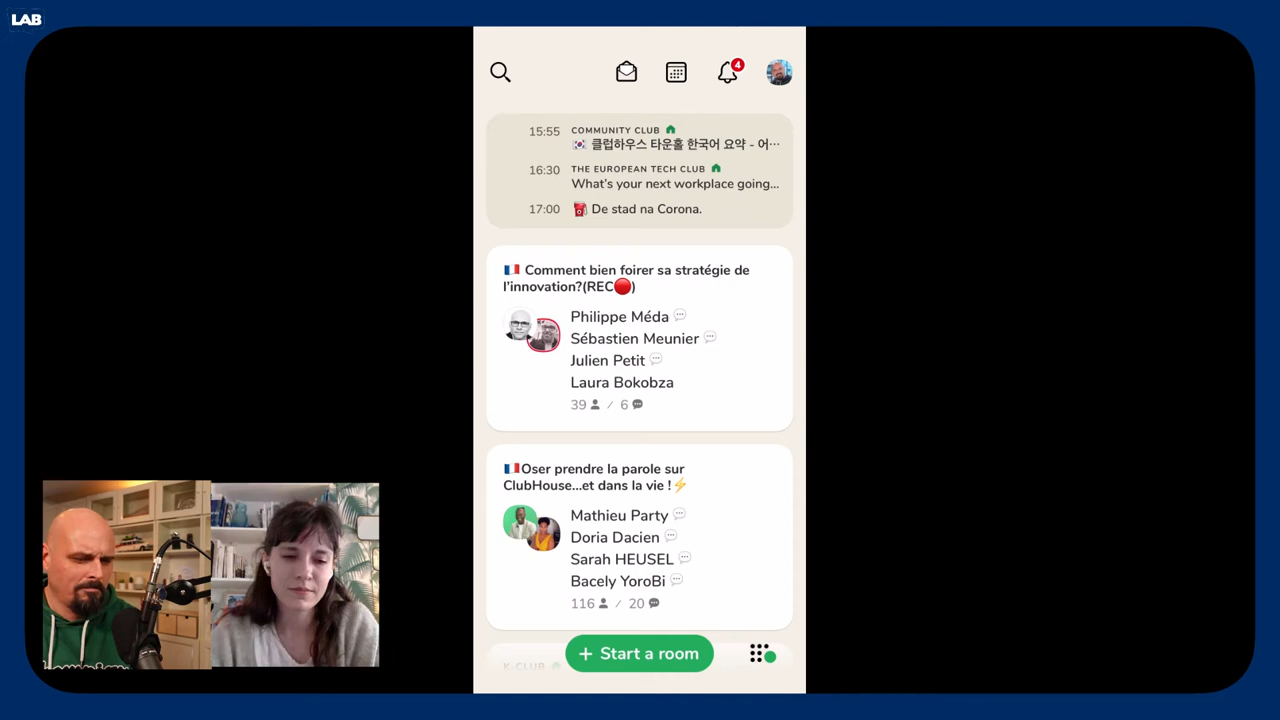 LAB
4
15:55 COMMUNITY CLUB
🇰🇷 클럽하우스 타운홀 한국어 요약 - 어…
16:30 THE EUROPEAN TECH CLUB
What's your next workplace going…
17:00 De stad na Corona.
🇫🇷 Comment bien foirer sa stratégie de
l'innovation?(REC🔴)
Philippe Méda
Sébastien Meunier
Julien Petit
Laura Bokobza
39 / 6
🇫🇷Oser prendre la parole sur
ClubHouse...et dans la vie !⚡
Mathieu Party
Doria Dacien
Sarah HEUSEL
Bacely YoroBi
116 / 20
K-CLUB
+ Start a room